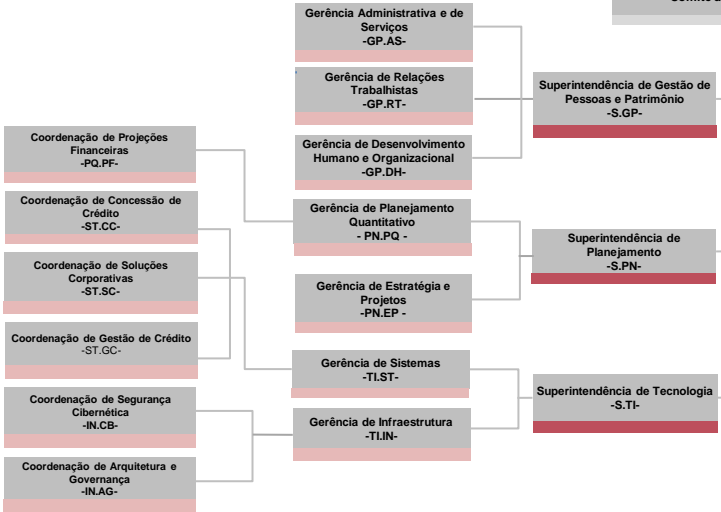 Gerência Administrativa e de
Serviços
-GP.AS-
Gerência de Relações
Trabalhistas
-GP.RT-
Superintendência de Gestão de
Pessoas e Patrimônio
-S.GP-
Coordenação de Projeções
Financeiras
-PQ.PF-
Gerência de Desenvolvimento
Humano e Organizacional
-GP.DH-
Coordenação de Concessão de
Crédito
-ST.CC-
Gerência de Planejamento
Quantitativo
- PN.PQ -
Superintendência de
Planejamento
-S.PN-
Coordenação de Soluções
Corporativas
-ST.SC-
Gerência de Estratégia e
Projetos
-PN.EP -
Coordenação de Gestão de Crédito
-ST.GC-
Gerência de Sistemas
-TI.ST-
Superintendência de Tecnologia
-S.TI-
Coordenação de Segurança
Cibernética
-IN.CB-
Gerência de Infraestrutura
-TI.IN-
Coordenação de Arquitetura e
Governança
-IN.AG-